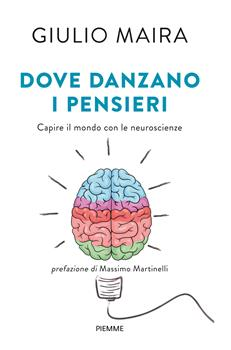 GIULIO MAIRA
DOVE DANZANO
I PENSIERI
Capire il mondo con le neuroscienze
prefazione di Massimo Martinelli
PIEMME